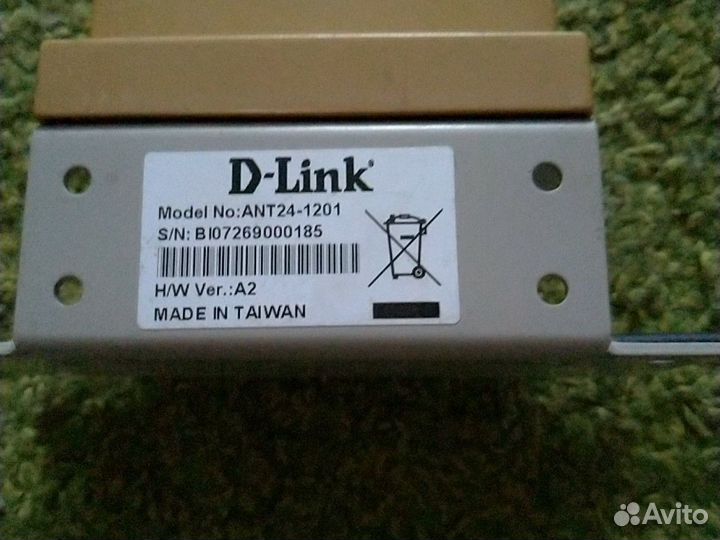 D-Link
Model No:ANT24-1201
S/N: BI07269000185
H/W Ver.:A2
MADE IN TAIWAN
Avito